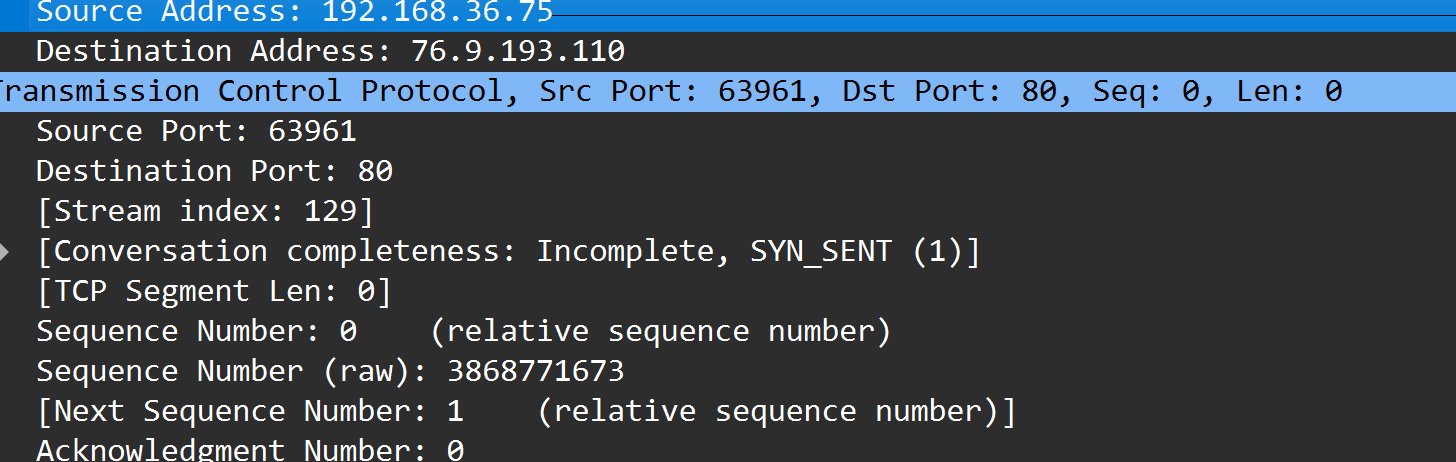 Source Address: 192.168.36.75
Destination Address: 76.9.193.110
Transmission Control Protocol, Src Port: 63961, Dst Port: 80, Seq: 0, Len: 0
Source Port: 63961
Destination Port: 80
[Stream index: 129]
[Conversation completeness: Incomplete, SYN_SENT (1)]
[TCP Segment Len: 0]
Sequence Number: 0    (relative sequence number)
Sequence Number (raw): 3868771673
[Next Sequence Number: 1    (relative sequence number)]
Acknowledgment Number: 0